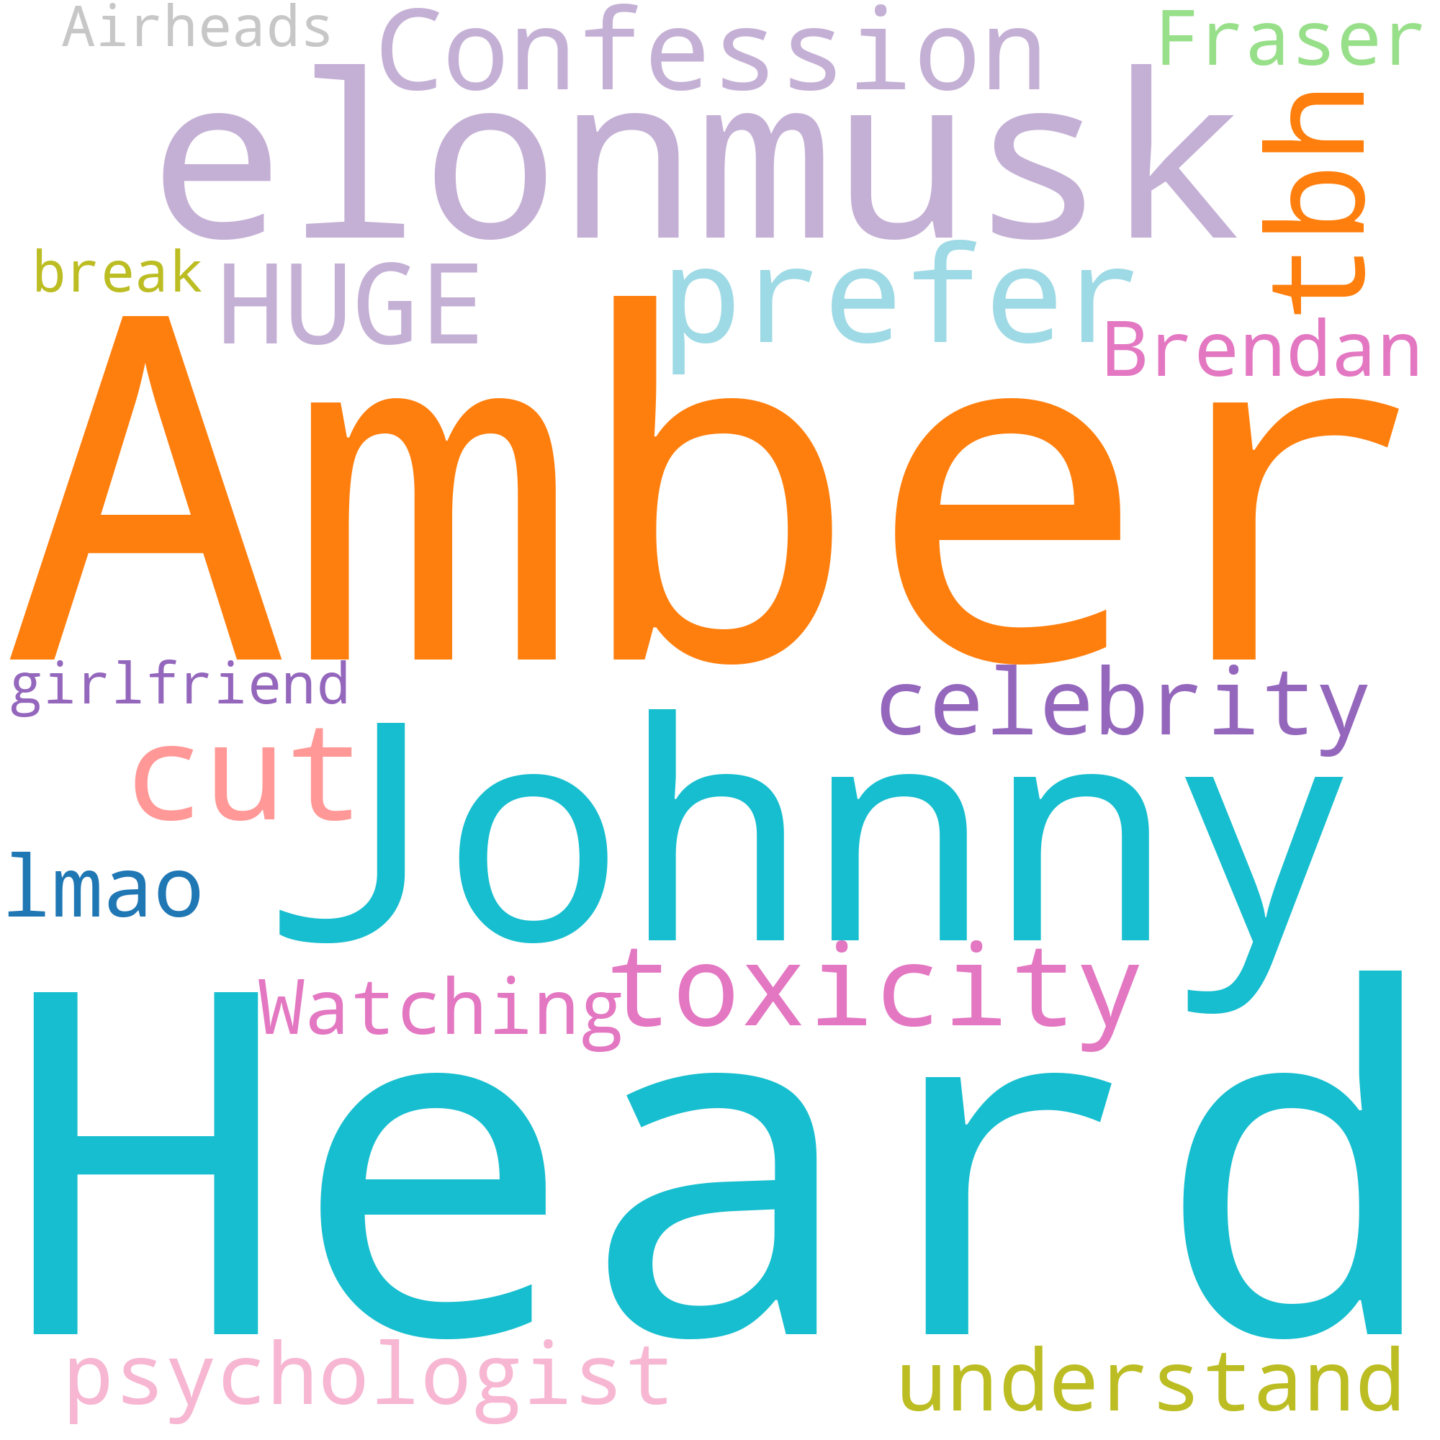 Airheads
Confession
Fraser
elonmusk
tbh
break
HUGE
prefer
Brendan
Amber
girlfriend
celebrity
cut
Johnny
lmao
Watching
toxicity
Heard
psychologist
understand